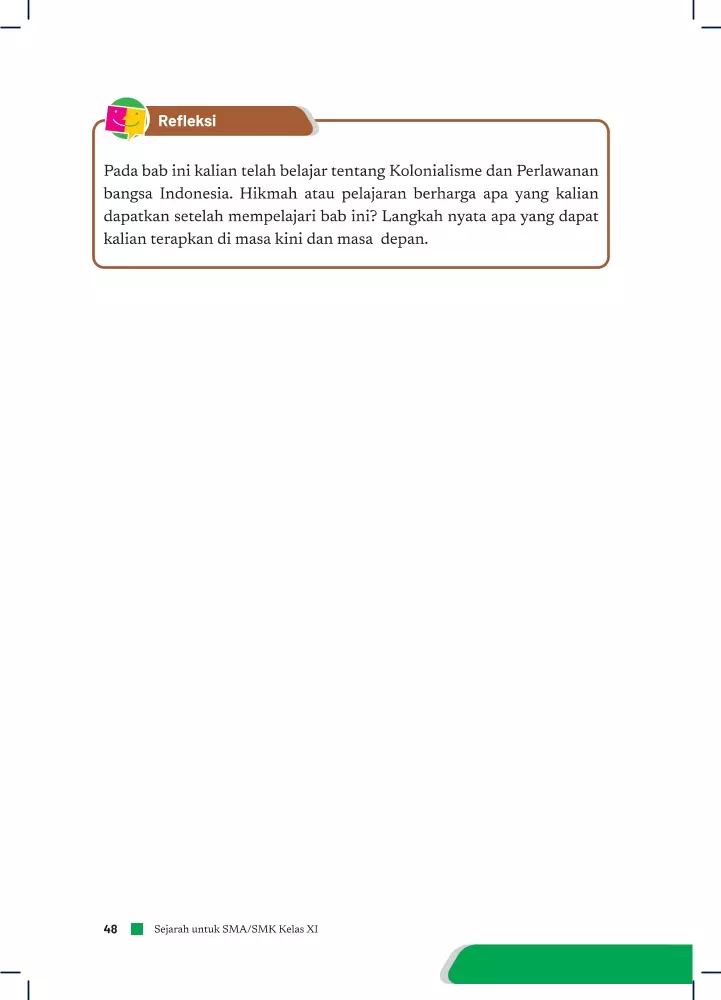 Refleksi
Pada bab ini kalian telah belajar tentang Kolonialisme dan Perlawanan
bangsa Indonesia. Hikmah atau pelajaran berharga apa yang kalian
dapatkan setelah mempelajari bab ini? Langkah nyata apa yang dapat
kalian terapkan di masa kini dan masa  depan.
48 Sejarah untuk SMA/SMK Kelas XI